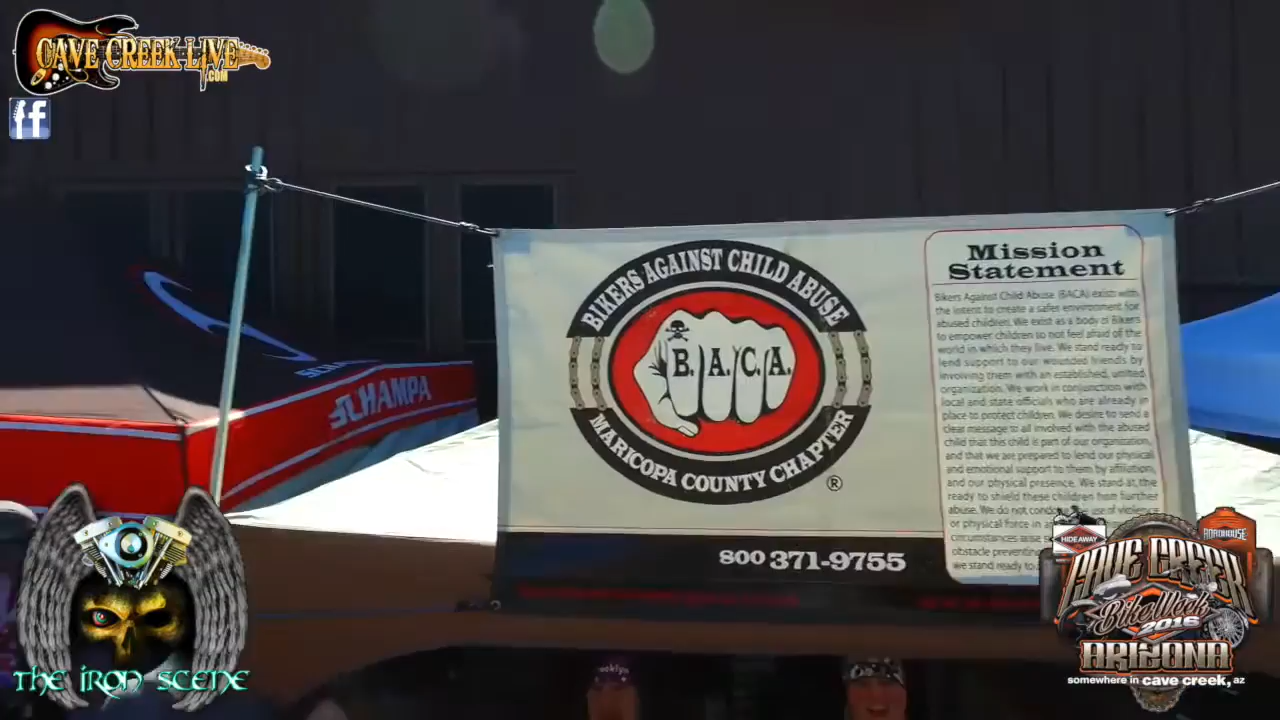 CAVE CREEK LIVE
.COM
f
BIKERS AGAINST CHILD ABUSE
B. A. C. A.
MARICOPA COUNTY CHAPTER
®
800 371-9755
Mission
Statement
Bikers Against Child Abuse (BACA) exists with
the intent to create a safer environment for
abused children. We exist as a body of Bikers
to empower children to not feel afraid of the
world in which they live. We stand ready to
lend support to our wounded friends by
involving them with an established, united
organization. We work in conjunction with
local and state officials who are already in
place to protect children. We desire to send a
clear message to all involved with the abused
child that this child is part of our organization,
and that we are prepared to lend our physical
and emotional support to them by affiliation,
and our physical presence. We stand at the
ready to shield these children from further
abuse. We do not use of violence
or physical force in
circumstances arise
obstacle
we stand ready to
THE IRON SCENE
HIDEAWAY
ROADHOUSE
CAVE CREEK
BikeWeek
2016
ARIZONA
somewhere in cave creek, az